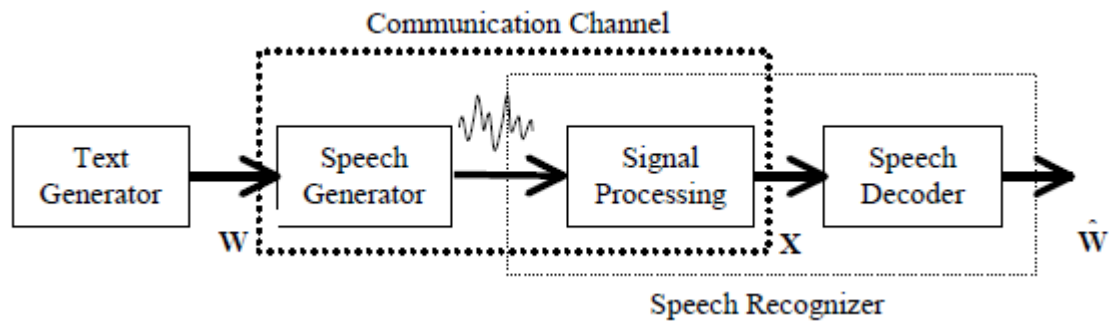 Communication Channel
Text
Generator
Speech
Generator
Signal
Processing
Speech
Decoder
W
X
Ŵ
Speech Recognizer